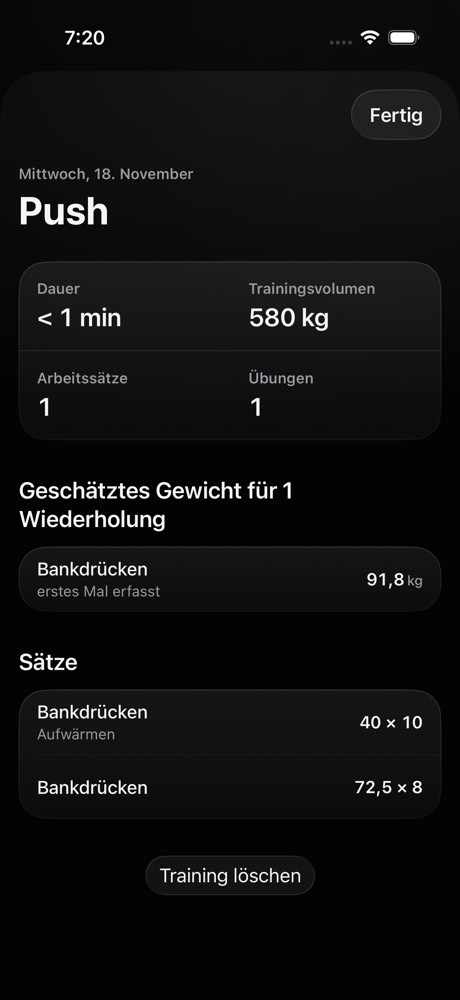 7:20
Fertig
Mittwoch, 18. November
Push
Dauer
< 1 min
Trainingsvolumen
580 kg
Arbeitssätze
1
Übungen
1
Geschätztes Gewicht für 1
Wiederholung
Bankdrücken
erstes Mal erfasst
91,8 kg
Sätze
Bankdrücken
Aufwärmen
40 × 10
Bankdrücken
72,5 × 8
Training löschen